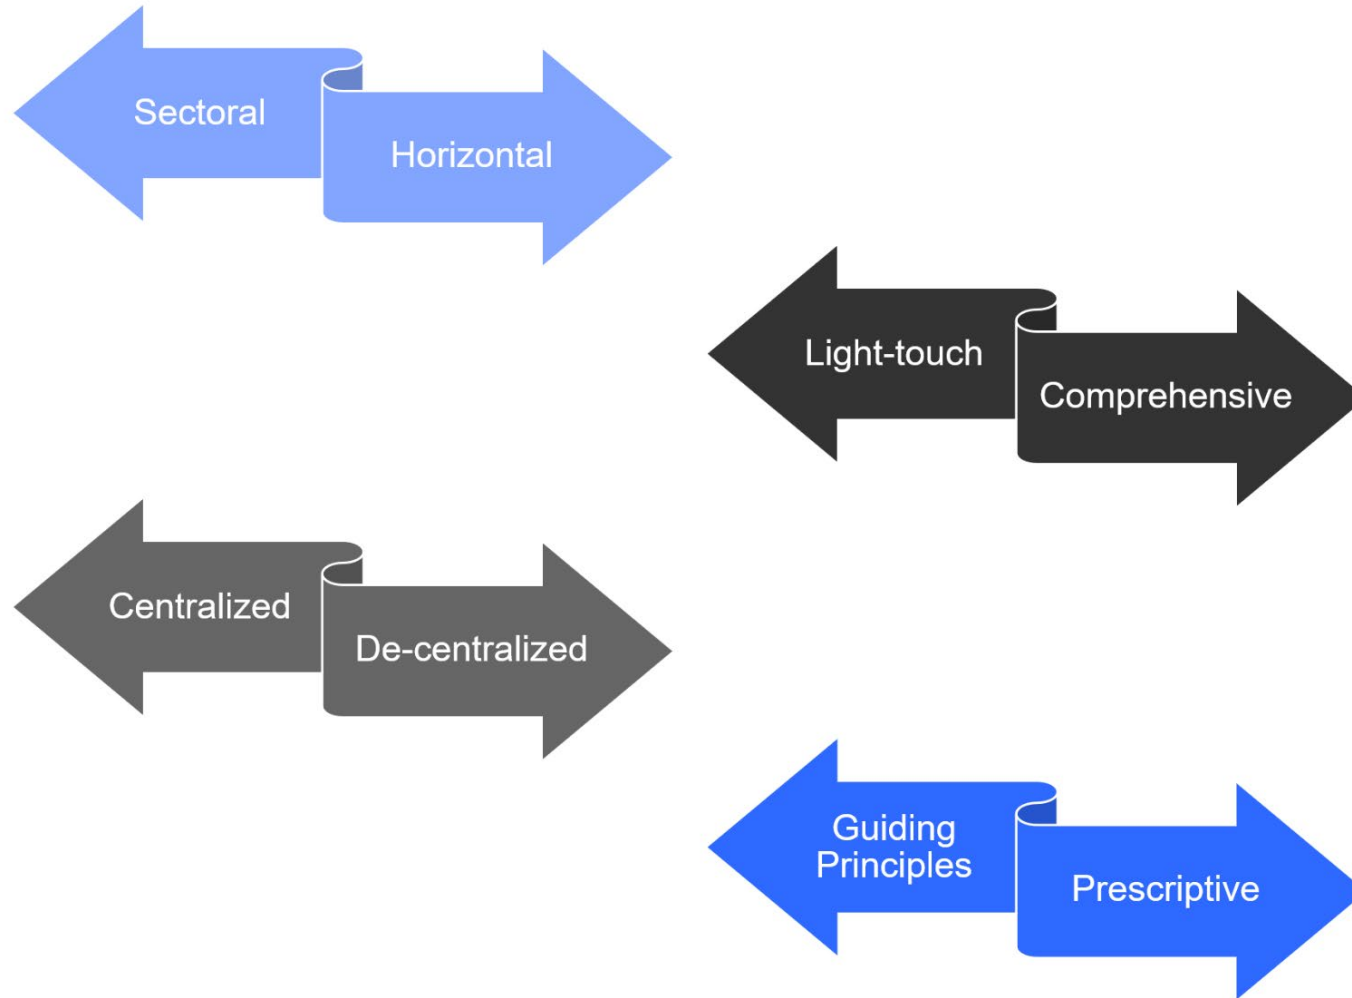 Sectoral
Horizontal
Light-touch
Comprehensive
Centralized
De-centralized
Guiding
Principles
Prescriptive